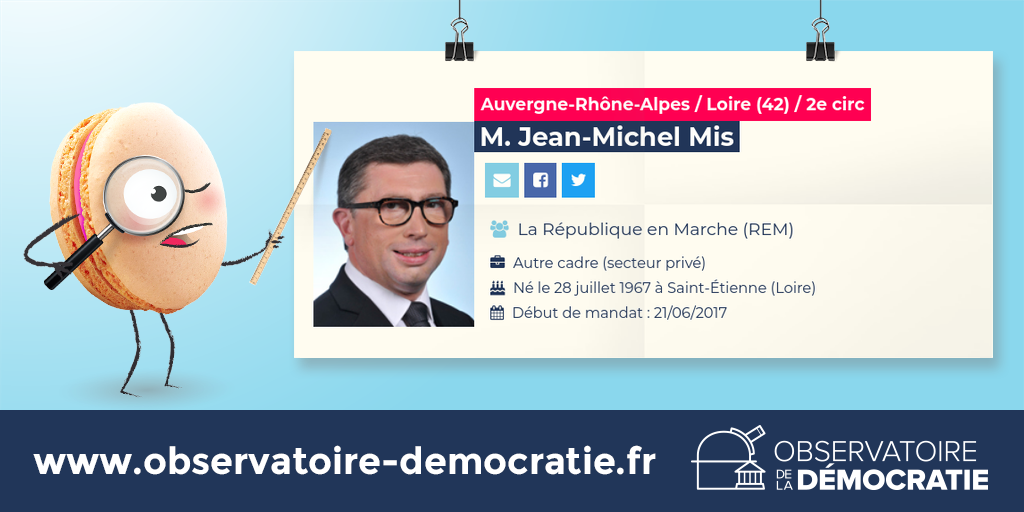 Auvergne-Rhône-Alpes / Loire (42) / 2e circ
M. Jean-Michel Mis
La République en Marche (REM)
Autre cadre (secteur privé)
Né le 28 juillet 1967 à Saint-Étienne (Loire)
Début de mandat : 21/06/2017
www.observatoire-democratie.fr
OBSERVATOIRE
DE LA DÉMOCRATIE